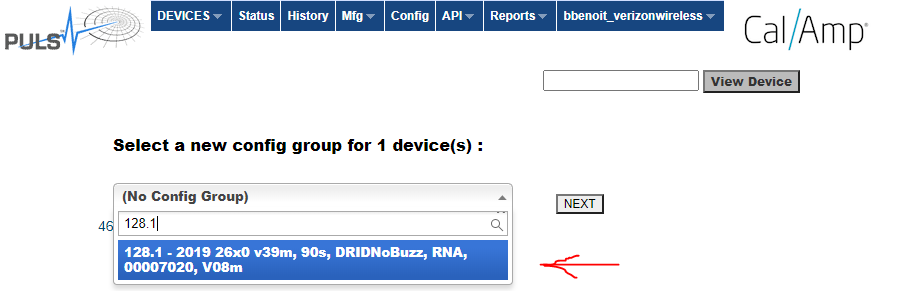 PULS
DEVICES Status History Mfg Config API Reports bbenoit_verizonwireless
Cal/Amp®
View Device
Select a new config group for 1 device(s) :
(No Config Group)
NEXT
46
128.1
128.1 - 2019 26x0 v39m, 90s, DRIDNoBuzz, RNA,
00007020, V08m